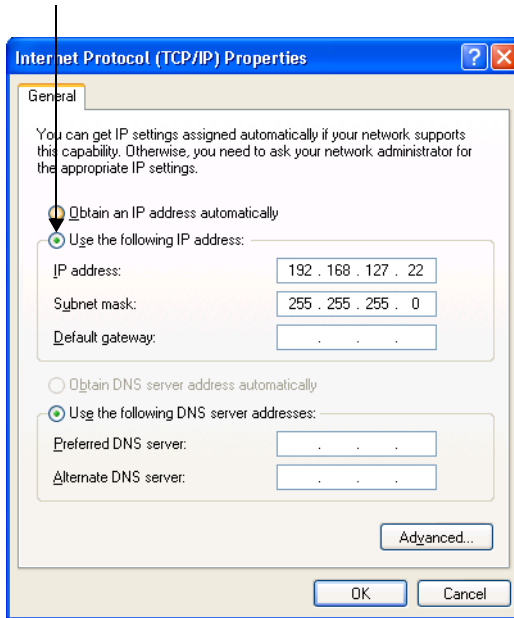 Internet Protocol (TCP/IP) Properties
General
You can get IP settings assigned automatically if your network supports
this capability. Otherwise, you need to ask your network administrator for
the appropriate IP settings.
Obtain an IP address automatically
Use the following IP address:
IP address: 192 . 168 . 127 . 22
Subnet mask: 255 . 255 . 255 . 0
Default gateway: . . .
Obtain DNS server address automatically
Use the following DNS server addresses:
Preferred DNS server: . . .
Alternate DNS server: . . .
Advanced...
OK Cancel